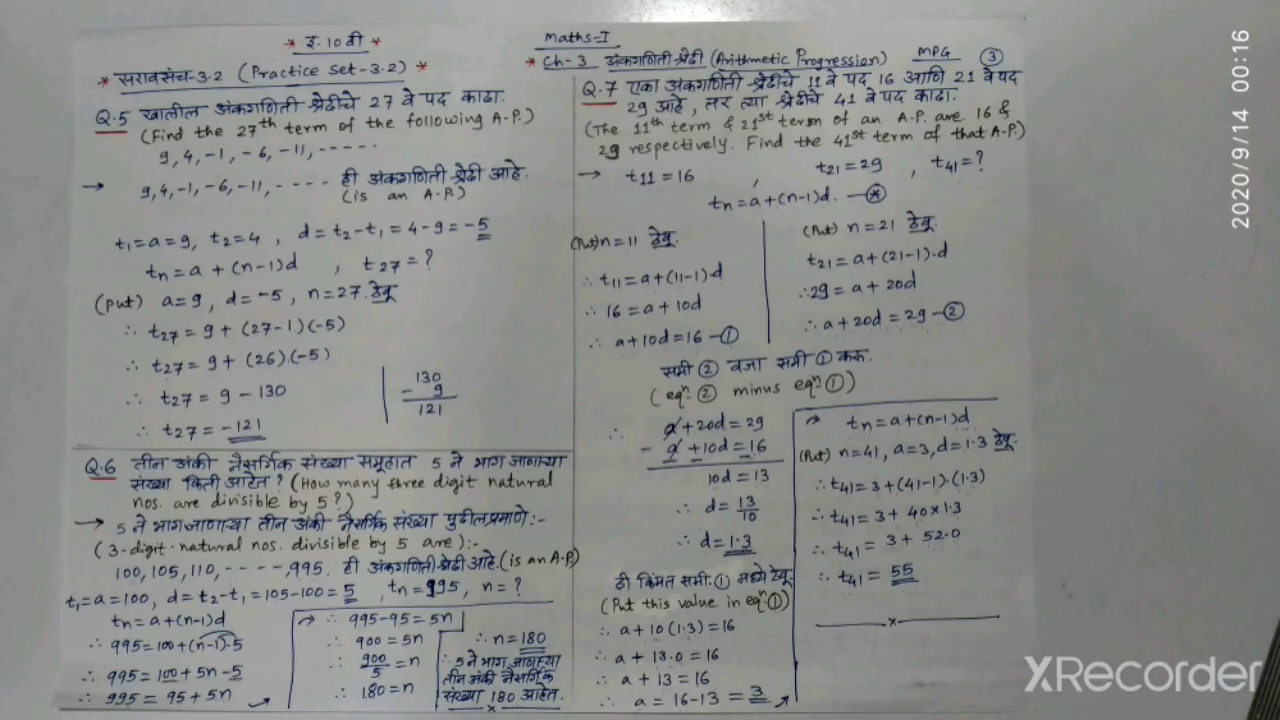 * इ. 10 वी *
* सरावसंच-3.2 (Practice Set-3.2) *
Q.5 खालील अंकगणिती श्रेढीचे 27 वे पद काढा.
(Find the 27th term of the following A.P.)
9, 4, -1, -6, -11, -----
→ 9, 4, -1, -6, -11, ---- ही अंकगणिती श्रेढी आहे.
(is an A.P.)
t₁=a=9, t₂=4 , d=t₂-t₁=4-9=-5
tn=a+(n-1)d , t27=?
(put) a=9, d=-5, n=27 ठेवू
∴ t27=9+(27-1)(-5)
∴ t27=9+(26)(-5)
∴ t27=9-130
∴ t27=-121
130
- 9
121
Q.6 तीन अंकी नैसर्गिक संख्या समूहात 5 ने भाग जाणाऱ्या
संख्या किती आहेत? (How many three digit natural
nos. are divisible by 5?)
→ 5 ने भाग जाणाऱ्या तीन अंकी नैसर्गिक संख्या पुढीलप्रमाणे:-
(3-digit natural nos. divisible by 5 are):-
100, 105, 110, ----, 995. ही अंकगणिती श्रेढी आहे. (is an A.P.)
t₁=a=100, d=t₂-t₁=105-100=5 , tn=995, n=?
tn=a+(n-1)d
∴ 995=100+(n-1)·5
∴ 995=100+5n-5
∴ 995=95+5n
∴ 995-95=5n
∴ 900=5n
∴ 900/5=n
∴ 180=n
∴ n=180
∴ 5 ने भाग जाणाऱ्या
तीन अंकी नैसर्गिक
संख्या 180 आहेत.
x
Maths-I
* Ch-3 अंकगणिती श्रेढी (Arithmetic Progression) MPG ③
Q.7 एका अंकगणिती श्रेढीचे 11 वे पद 16 आणि 21 वे पद
29 आहे, तर त्या श्रेढीचे 41 वे पद काढा.
(The 11th term & 21st term of an A.P. are 16 &
29 respectively. Find the 41st term of that A.P.)
→ t11=16 , t21=29 , t41=?
tn=a+(n-1)d. —⊛
(Put) n=11 ठेवू.
∴ t11=a+(11-1)d
∴ 16=a+10d
∴ a+10d=16 —①
(Put) n=21 ठेवू.
t21=a+(21-1)·d
∴ 29=a+20d
∴ a+20d=29 —②
समी ② वजा समी ① करू.
(eqn ② minus eqn ①)
∴ a+20d=29
- a+10d=16
10d=13
∴ d=13/10
∴ d=1.3
ही किंमत समी. ① मध्ये ठेवू
(Put this value in eqn ①)
∴ a+10(1.3)=16
∴ a+13.0=16
∴ a+13=16
∴ a=16-13=3
tn=a+(n-1)d
(Put) n=41, a=3, d=1.3 ठेवू.
∴ t41=3+(41-1)·(1.3)
∴ t41=3+40×1.3
∴ t41=3+52.0
∴ t41=55
x
2020/9/14 00:16
XRecorder